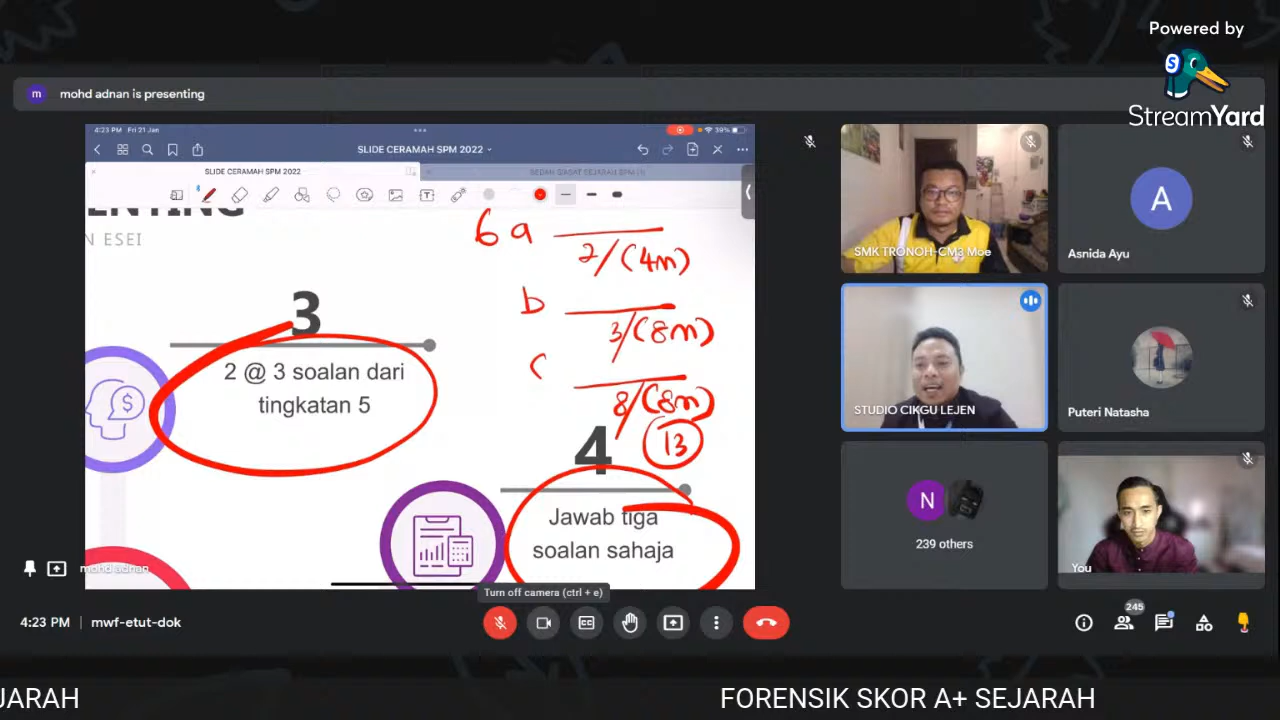 Powered by
StreamYard
m
mohd adnan is presenting
4:23 PM Fri 21 Jan
39%
SLIDE CERAMAH SPM 2022
SLIDE CERAMAH SPM 2022
ENTING
N ESEI
3
2 @ 3 soalan dari
tingkatan 5
6 a
2/(4m)
b
3/(8m)
c
8/(8m)
13
4
Jawab tiga
soalan sahaja
mohd adnan
SMK TRONOH-CM3 Moe
A
Asnida Ayu
STUDIO CIKGU LEJEN
Puteri Natasha
N
239 others
You
Turn off camera (ctrl + e)
4:23 PM | mwf-etut-dok
245
JARAH
FORENSIK SKOR A+ SEJARAH